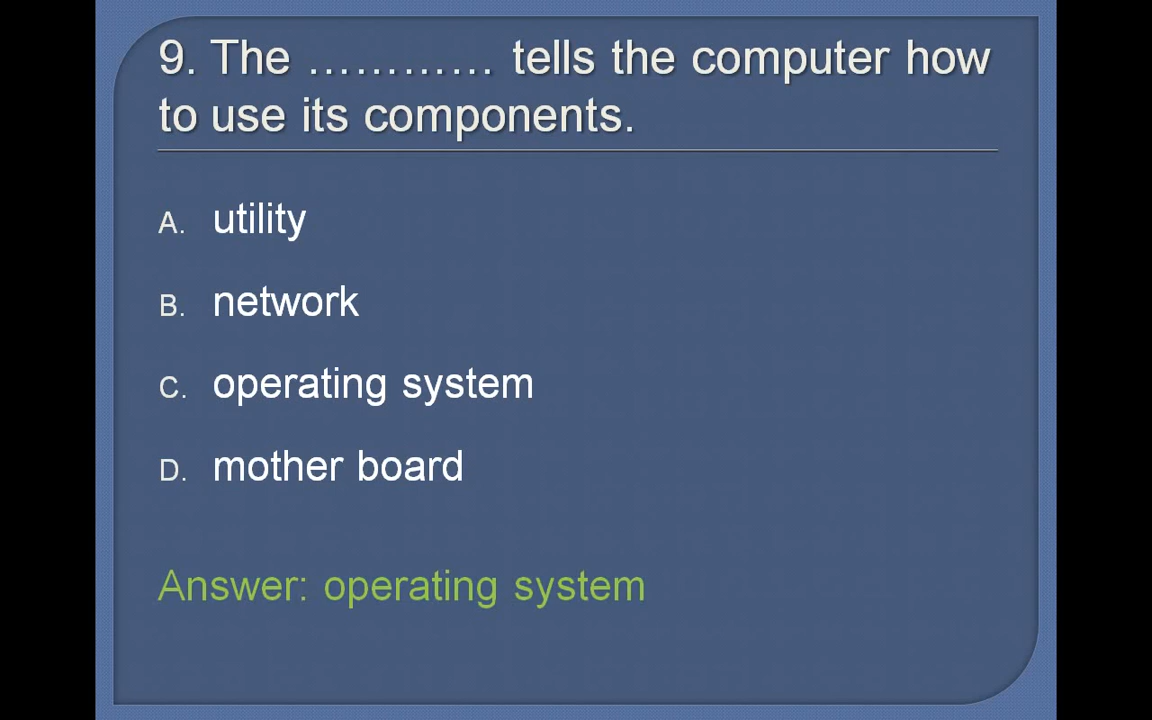 9. The ………… tells the computer how
to use its components.
A. utility
B. network
C. operating system
D. mother board
Answer: operating system